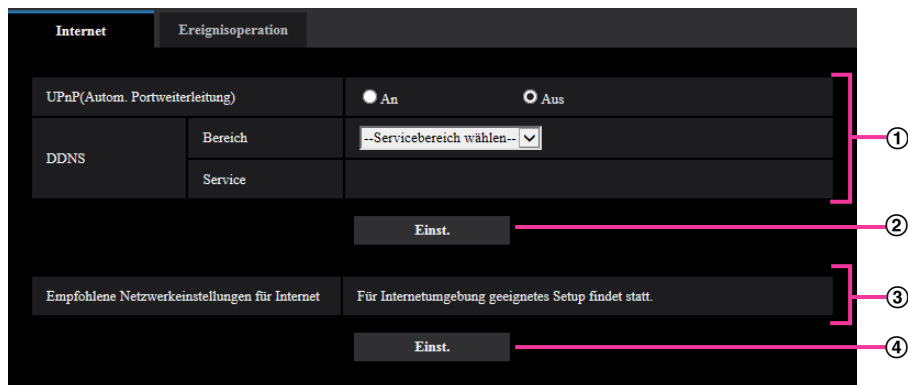 Internet Ereignisoperation
UPnP(Autom. Portweiterleitung) An Aus
DDNS Bereich --Servicebereich wählen--
Service
①
Einst. ②
Empfohlene Netzwerkeinstellungen für Internet Für Internetumgebung geeignetes Setup findet statt. ③
Einst. ④